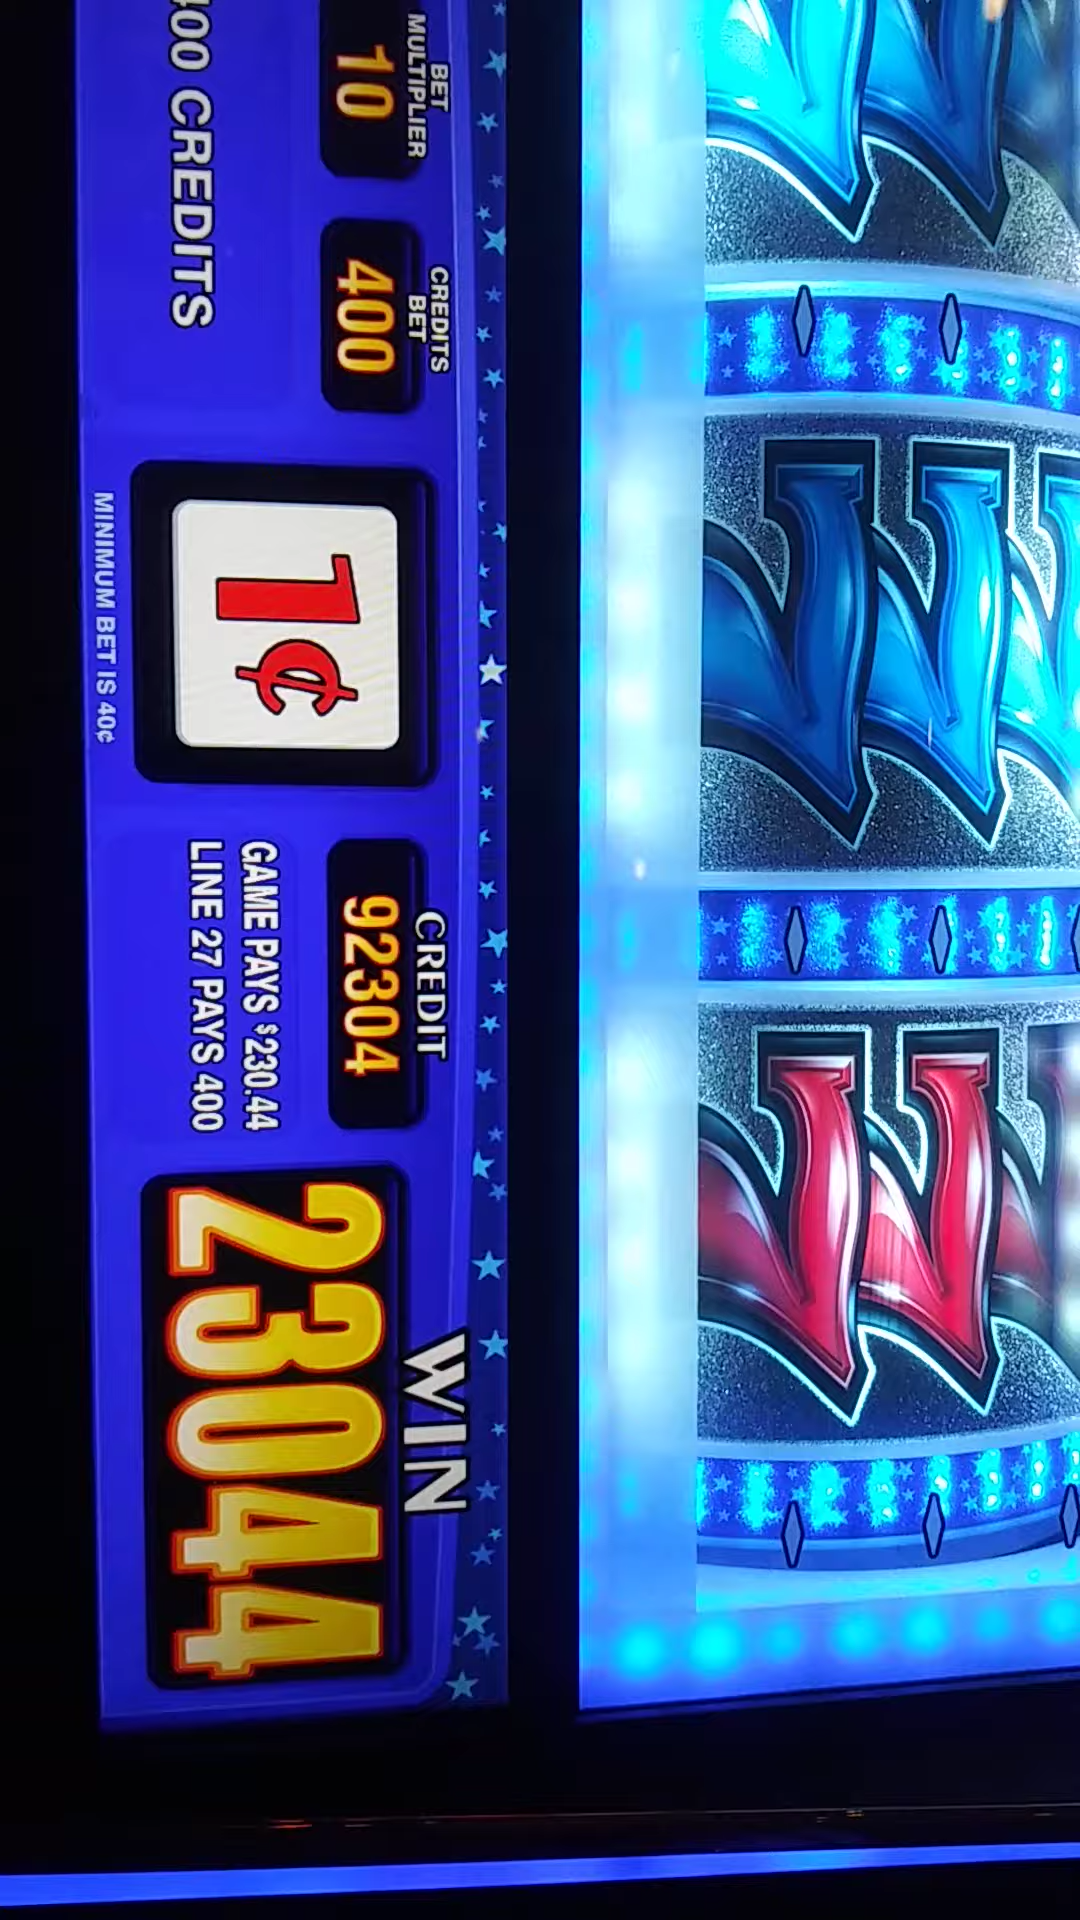 400 CREDITS
BET
MULTIPLIER
10
CREDITS
BET
400
1¢
MINIMUM BET IS 40¢
CREDIT
92304
GAME PAYS $230.44
LINE 27 PAYS 400
WIN
23044